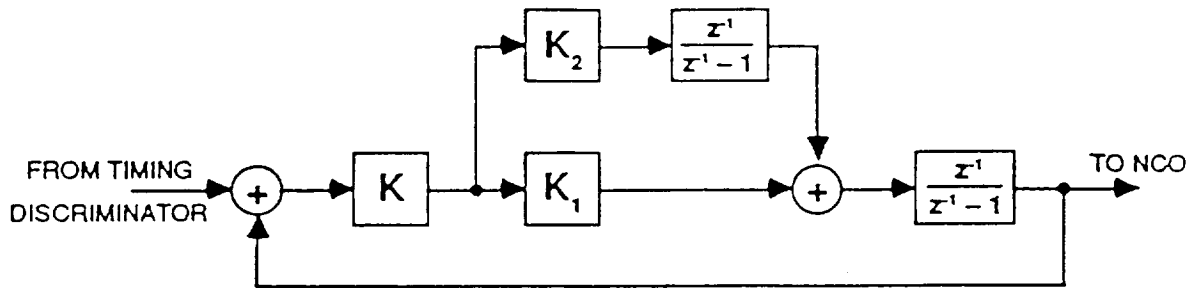 K₂
z⁻¹
z⁻¹ − 1
FROM TIMING
DISCRIMINATOR
+
K
K₁
+
z⁻¹
z⁻¹ − 1
TO NCO